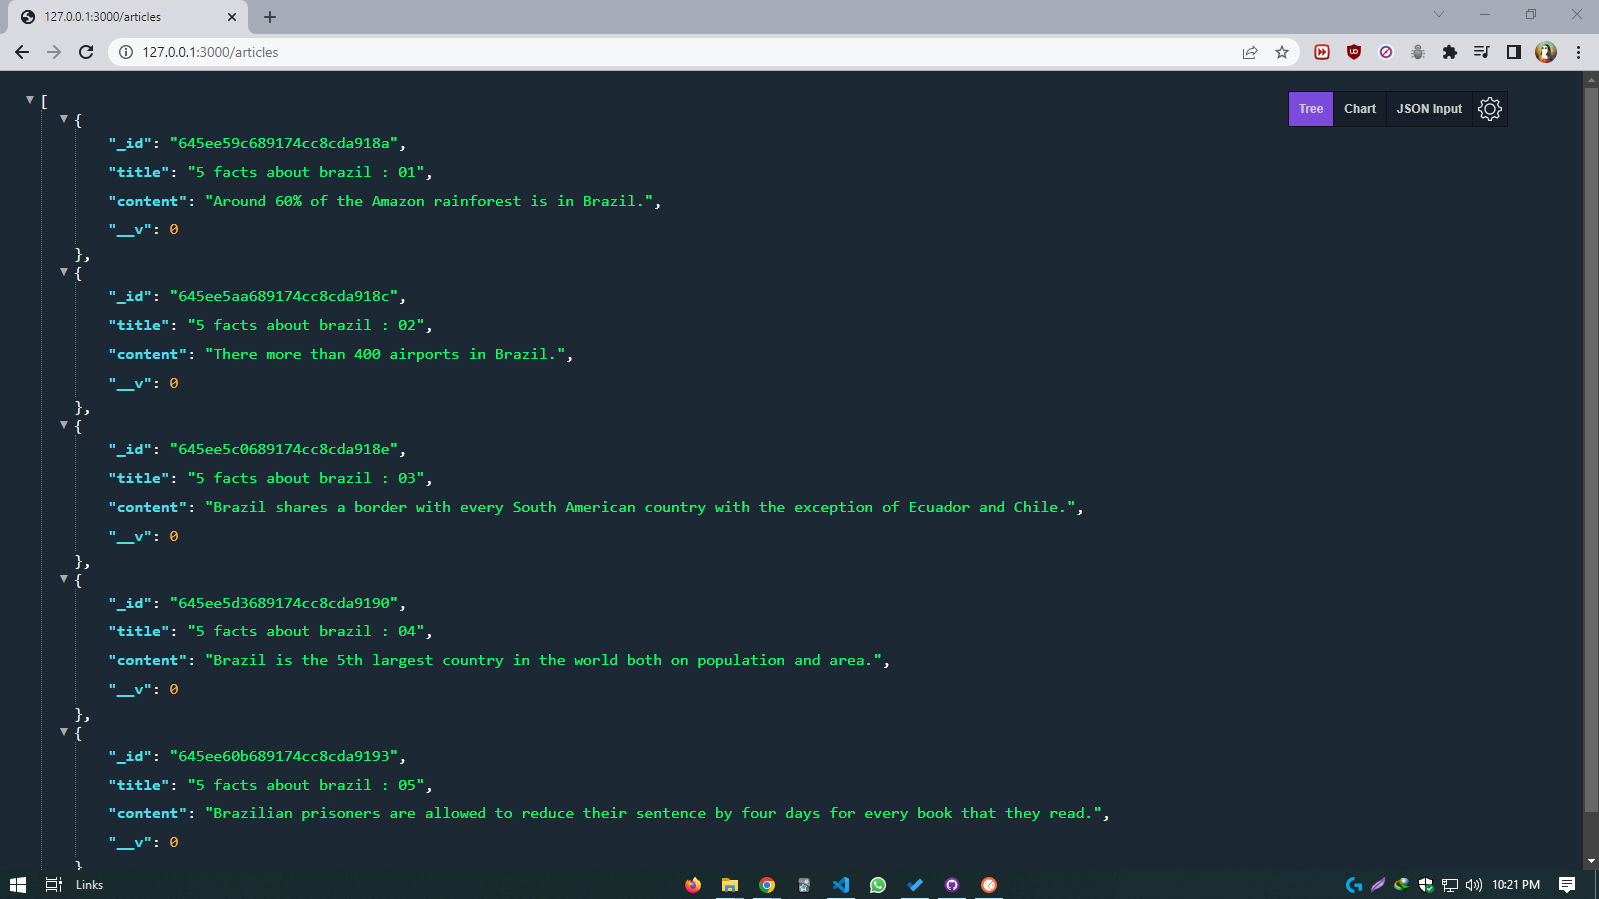 127.0.0.1:3000/articles
127.0.0.1:3000/articles
Tree Chart JSON Input
[
{
"_id": "645ee59c689174cc8cda918a",
"title": "5 facts about brazil : 01",
"content": "Around 60% of the Amazon rainforest is in Brazil.",
"__v": 0
},
{
"_id": "645ee5aa689174cc8cda918c",
"title": "5 facts about brazil : 02",
"content": "There more than 400 airports in Brazil.",
"__v": 0
},
{
"_id": "645ee5c0689174cc8cda918e",
"title": "5 facts about brazil : 03",
"content": "Brazil shares a border with every South American country with the exception of Ecuador and Chile.",
"__v": 0
},
{
"_id": "645ee5d3689174cc8cda9190",
"title": "5 facts about brazil : 04",
"content": "Brazil is the 5th largest country in the world both on population and area.",
"__v": 0
},
{
"_id": "645ee60b689174cc8cda9193",
"title": "5 facts about brazil : 05",
"content": "Brazilian prisoners are allowed to reduce their sentence by four days for every book that they read.",
"__v": 0
}
Links
10:21 PM